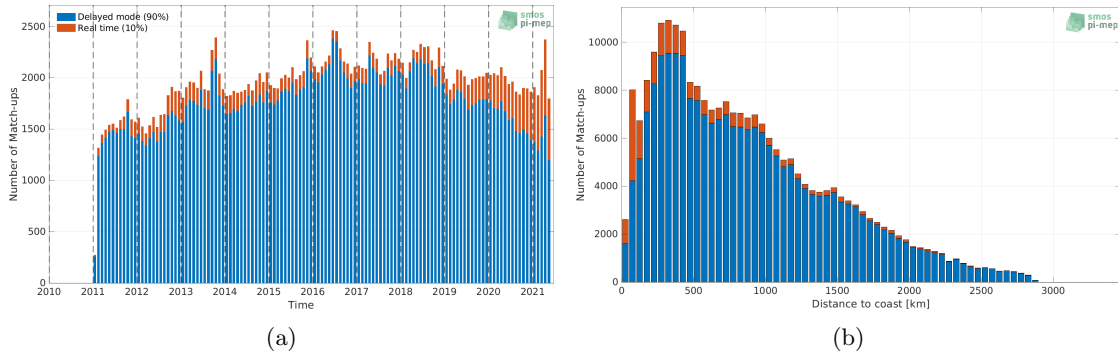 Delayed mode (90%)
Real time (10%)
smos
pi-mep
Number of Match-ups
2500
2000
1500
1000
500
0
2010 2011 2012 2013 2014 2015 2016 2017 2018 2019 2020 2021
Time
(a)
smos
pi-mep
Number of Match-ups
10000
8000
6000
4000
2000
0
0 500 1000 1500 2000 2500 3000
Distance to coast [km]
(b)